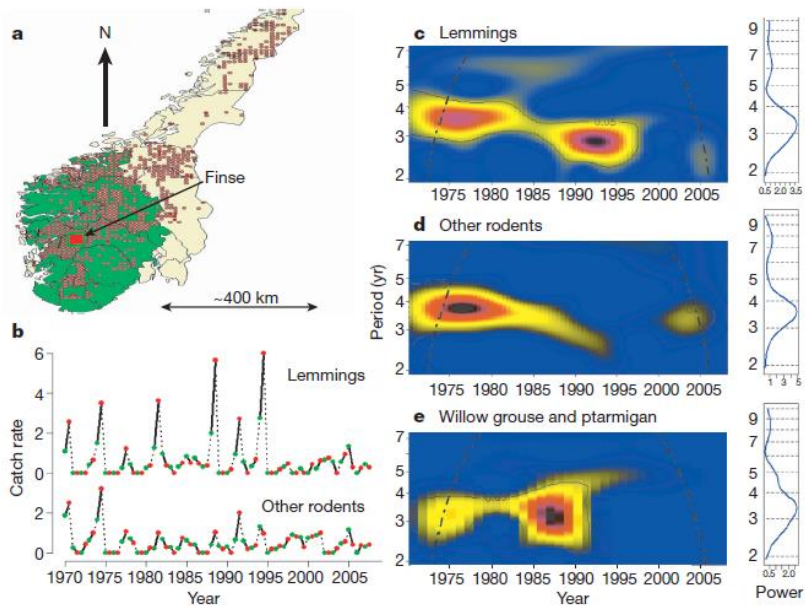 a
N
Finse
~400 km
b
6
4
2
0
Lemmings
Catch rate
2
0
Other rodents
1970 1975 1980 1985 1990 1995 2000 2005
Year
c Lemmings
7
5
4
3
2
1975 1980 1985 1990 1995 2000 2005
9
7
5
4
3
2
0.5 2.0 3.5
d Other rodents
Period (yr)
7
5
4
3
2
1975 1980 1985 1990 1995 2000 2005
9
7
5
4
3
2
1 3 5
e Willow grouse and ptarmigan
7
5
4
3
2
1975 1980 1985 1990 1995 2000 2005
Year
9
7
5
4
3
2
0.5 2.0
Power